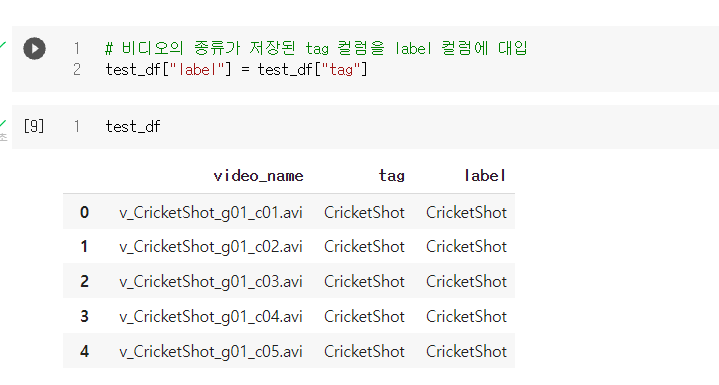 1 # 비디오의 종류가 저장된 tag 컬럼을 label 컬럼에 대입
2 test_df["label"] = test_df["tag"]
[9] 1 test_df
초
video_name tag label
0 v_CricketShot_g01_c01.avi CricketShot CricketShot
1 v_CricketShot_g01_c02.avi CricketShot CricketShot
2 v_CricketShot_g01_c03.avi CricketShot CricketShot
3 v_CricketShot_g01_c04.avi CricketShot CricketShot
4 v_CricketShot_g01_c05.avi CricketShot CricketShot